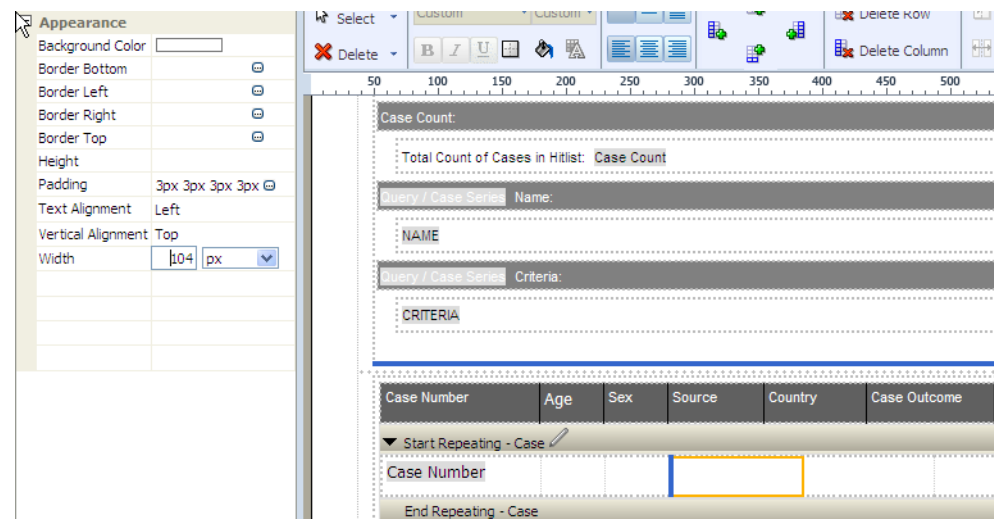 Appearance
Background Color
Border Bottom
Border Left
Border Right
Border Top
Height
Padding 3px 3px 3px 3px
Text Alignment Left
Vertical Alignment Top
Width 104 px
Select Custom Custom Delete Row
Delete B I U Delete Column
50 100 150 200 250 300 350 400 450 500
Case Count:
Total Count of Cases in Hitlist: Case Count
Query / Case Series Name:
NAME
Query / Case Series Criteria:
CRITERIA
Case Number Age Sex Source Country Case Outcome
Start Repeating - Case
Case Number
End Repeating - Case